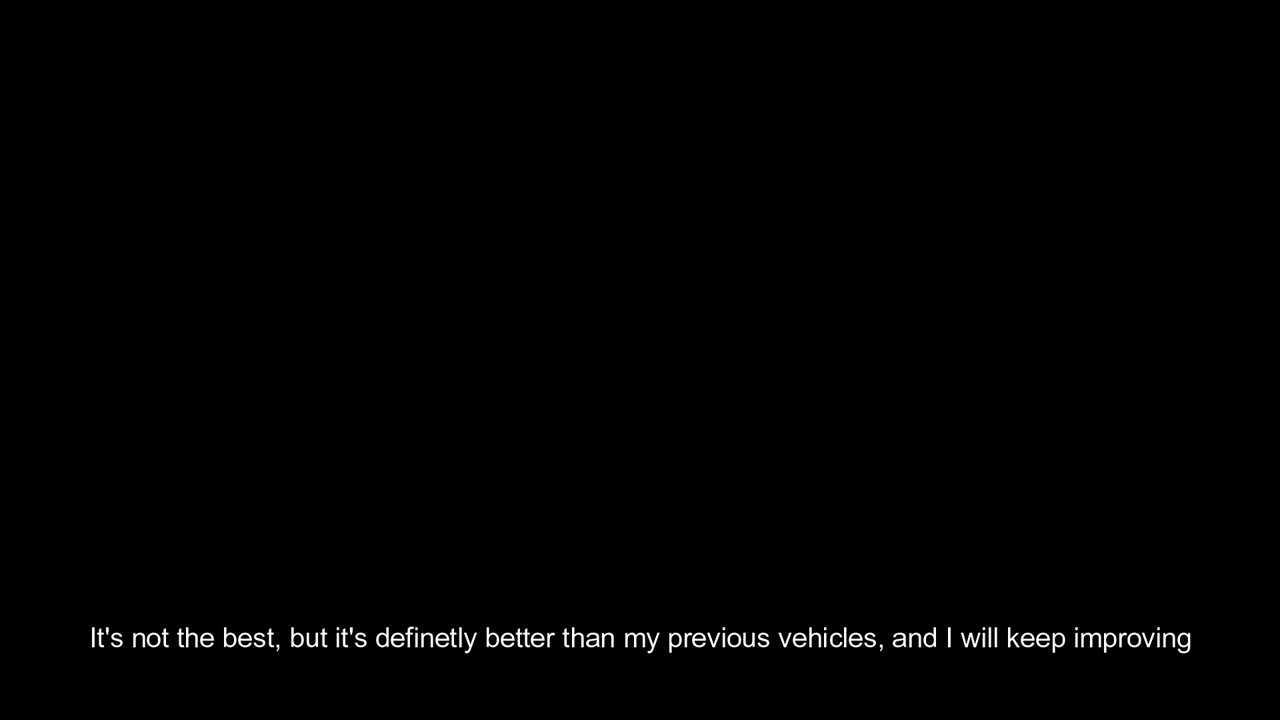 It's not the best, but it's definetly better than my previous vehicles, and I will keep improving